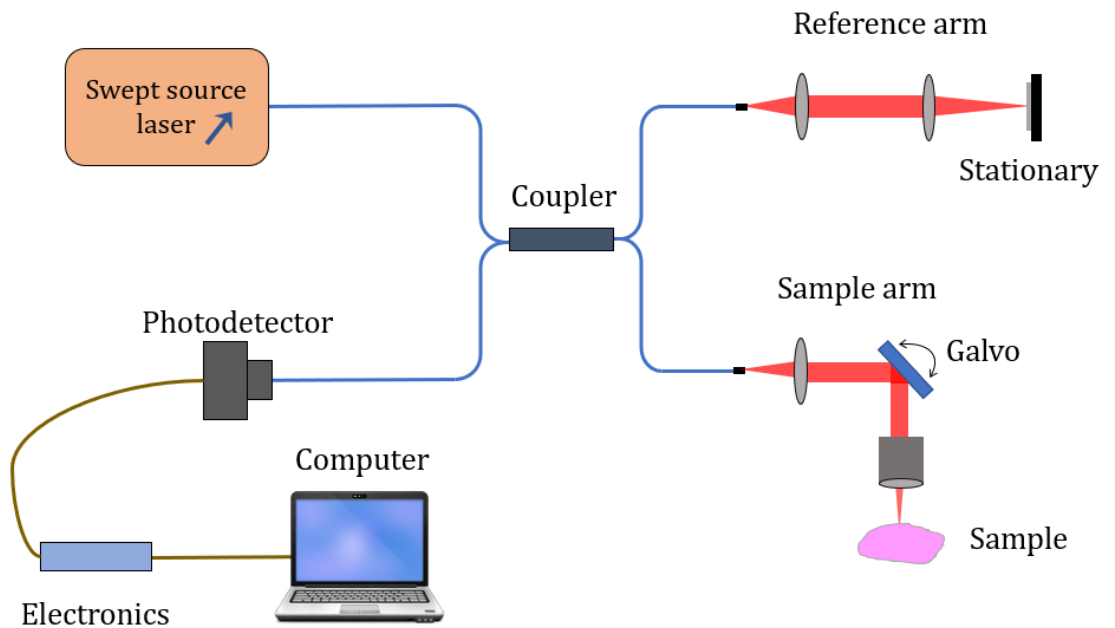 Reference arm
Swept source
laser
Stationary
Coupler
Sample arm
Photodetector
Galvo
Computer
Sample
Electronics